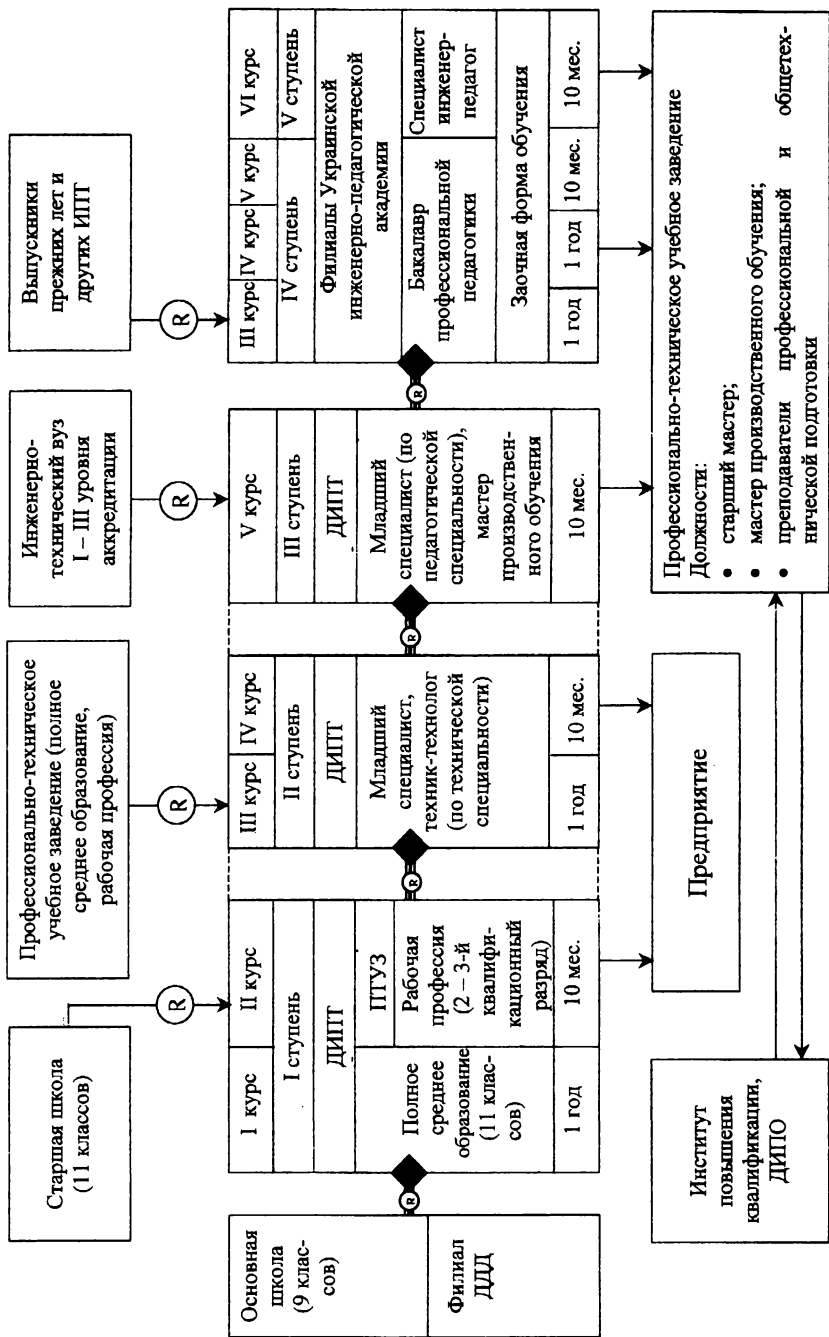 Старшая школа
(11 классов)
Профессионально-техническое
учебное заведение (полное
среднее образование,
рабочая профессия)
Инженерно-
технический вуз
I – III уровня
аккредитации
Выпускники
прежних лет и
других ИПТ
R
R
R
R
Основная
школа
(9 клас-
сов)
Филиал
ДДД
R
I курс
II курс
I ступень
ДИПТ
ПТУЗ
Полное
среднее
образование
(11 клас-
сов)
Рабочая
профессия
(2 – 3-й
квалифи-
кационный
разряд)
1 год
10 мес.
R
III курс
IV курс
II ступень
ДИПТ
Младший
специалист,
техник-технолог
(по технической
специальности)
1 год
10 мес.
R
V курс
III ступень
ДИПТ
Младший
специалист (по
педагогической
специальности),
мастер
производствен-
ного обучения
10 мес.
R
III курс
IV курс
V курс
VI курс
IV ступень
V ступень
Филиалы Украинской
инженерно-педагогической
академии
Бакалавр
профессиональной
педагогики
Специалист
инженер-
педагог
Заочная форма обучения
1 год
1 год
10 мес.
10 мес.
Институт
повышения
квалификации,
ДИПО
Предприятие
Профессионально-техническое учебное заведение
Должности:
• старший мастер;
• мастер производственного обучения;
• преподаватели профессиональной и общетех-
нической подготовки